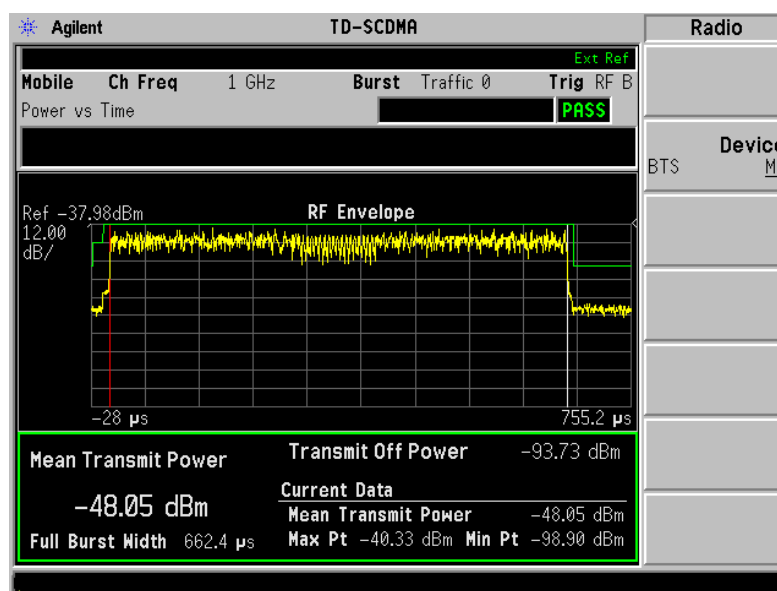 Agilent TD-SCDMA Radio
Ext Ref
Mobile Ch Freq 1 GHz Burst Traffic 0 Trig RF B
Power vs Time PASS
Devic
BTS M
Ref -37.98dBm RF Envelope
12.00
dB/
-28 µs 755.2 µs
Mean Transmit Power Transmit Off Power -93.73 dBm
-48.05 dBm Current Data
Mean Transmit Power -48.05 dBm
Full Burst Width 662.4 µs Max Pt -40.33 dBm Min Pt -98.90 dBm